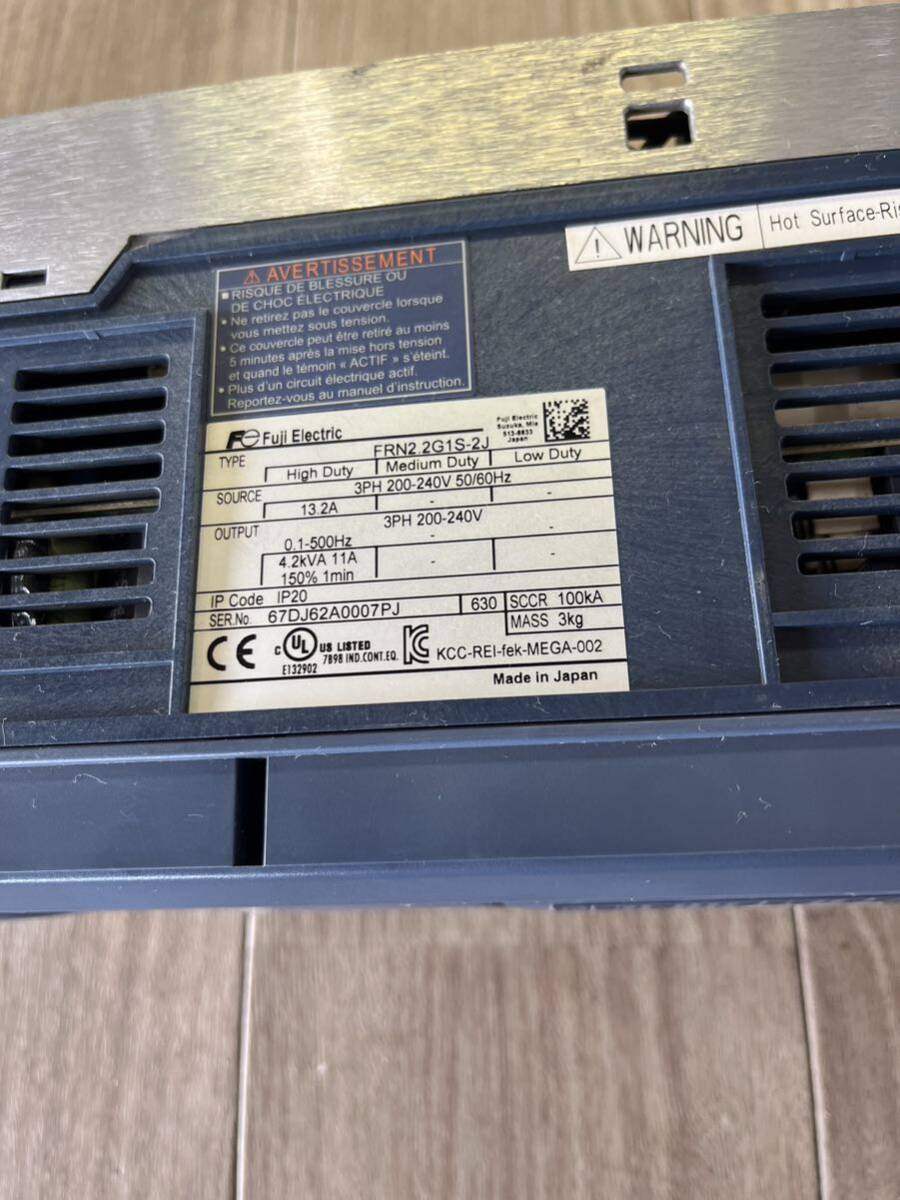 WARNING Hot Surface-Ris
AVERTISSEMENT
▪ RISQUE DE BLESSURE OU
DE CHOC ÉLECTRIQUE
• Ne retirez pas le couvercle lorsque
vous mettez sous tension.
• Ce couvercle peut être retiré au moins
5 minutes après la mise hors tension
et quand le témoin « ACTIF » s'éteint.
• Plus d'un circuit électrique actif.
Reportez-vous au manuel d'instruction.
Fe Fuji Electric
Fuji Electric
Suzuka, Mie
513-8633
Japan
TYPE FRN2.2G1S-2J
High Duty Medium Duty Low Duty
SOURCE 3PH 200-240V 50/60Hz
13.2A - -
OUTPUT 3PH 200-240V
0.1-500Hz - -
4.2kVA 11A - -
150% 1min
IP Code IP20
SER.No. 67DJ62A0007PJ 630 SCCR 100kA
MASS 3kg
CE c UL US LISTED KC KCC-REI-fek-MEGA-002
7898 IND.CONT.EQ.
E132902
Made in Japan